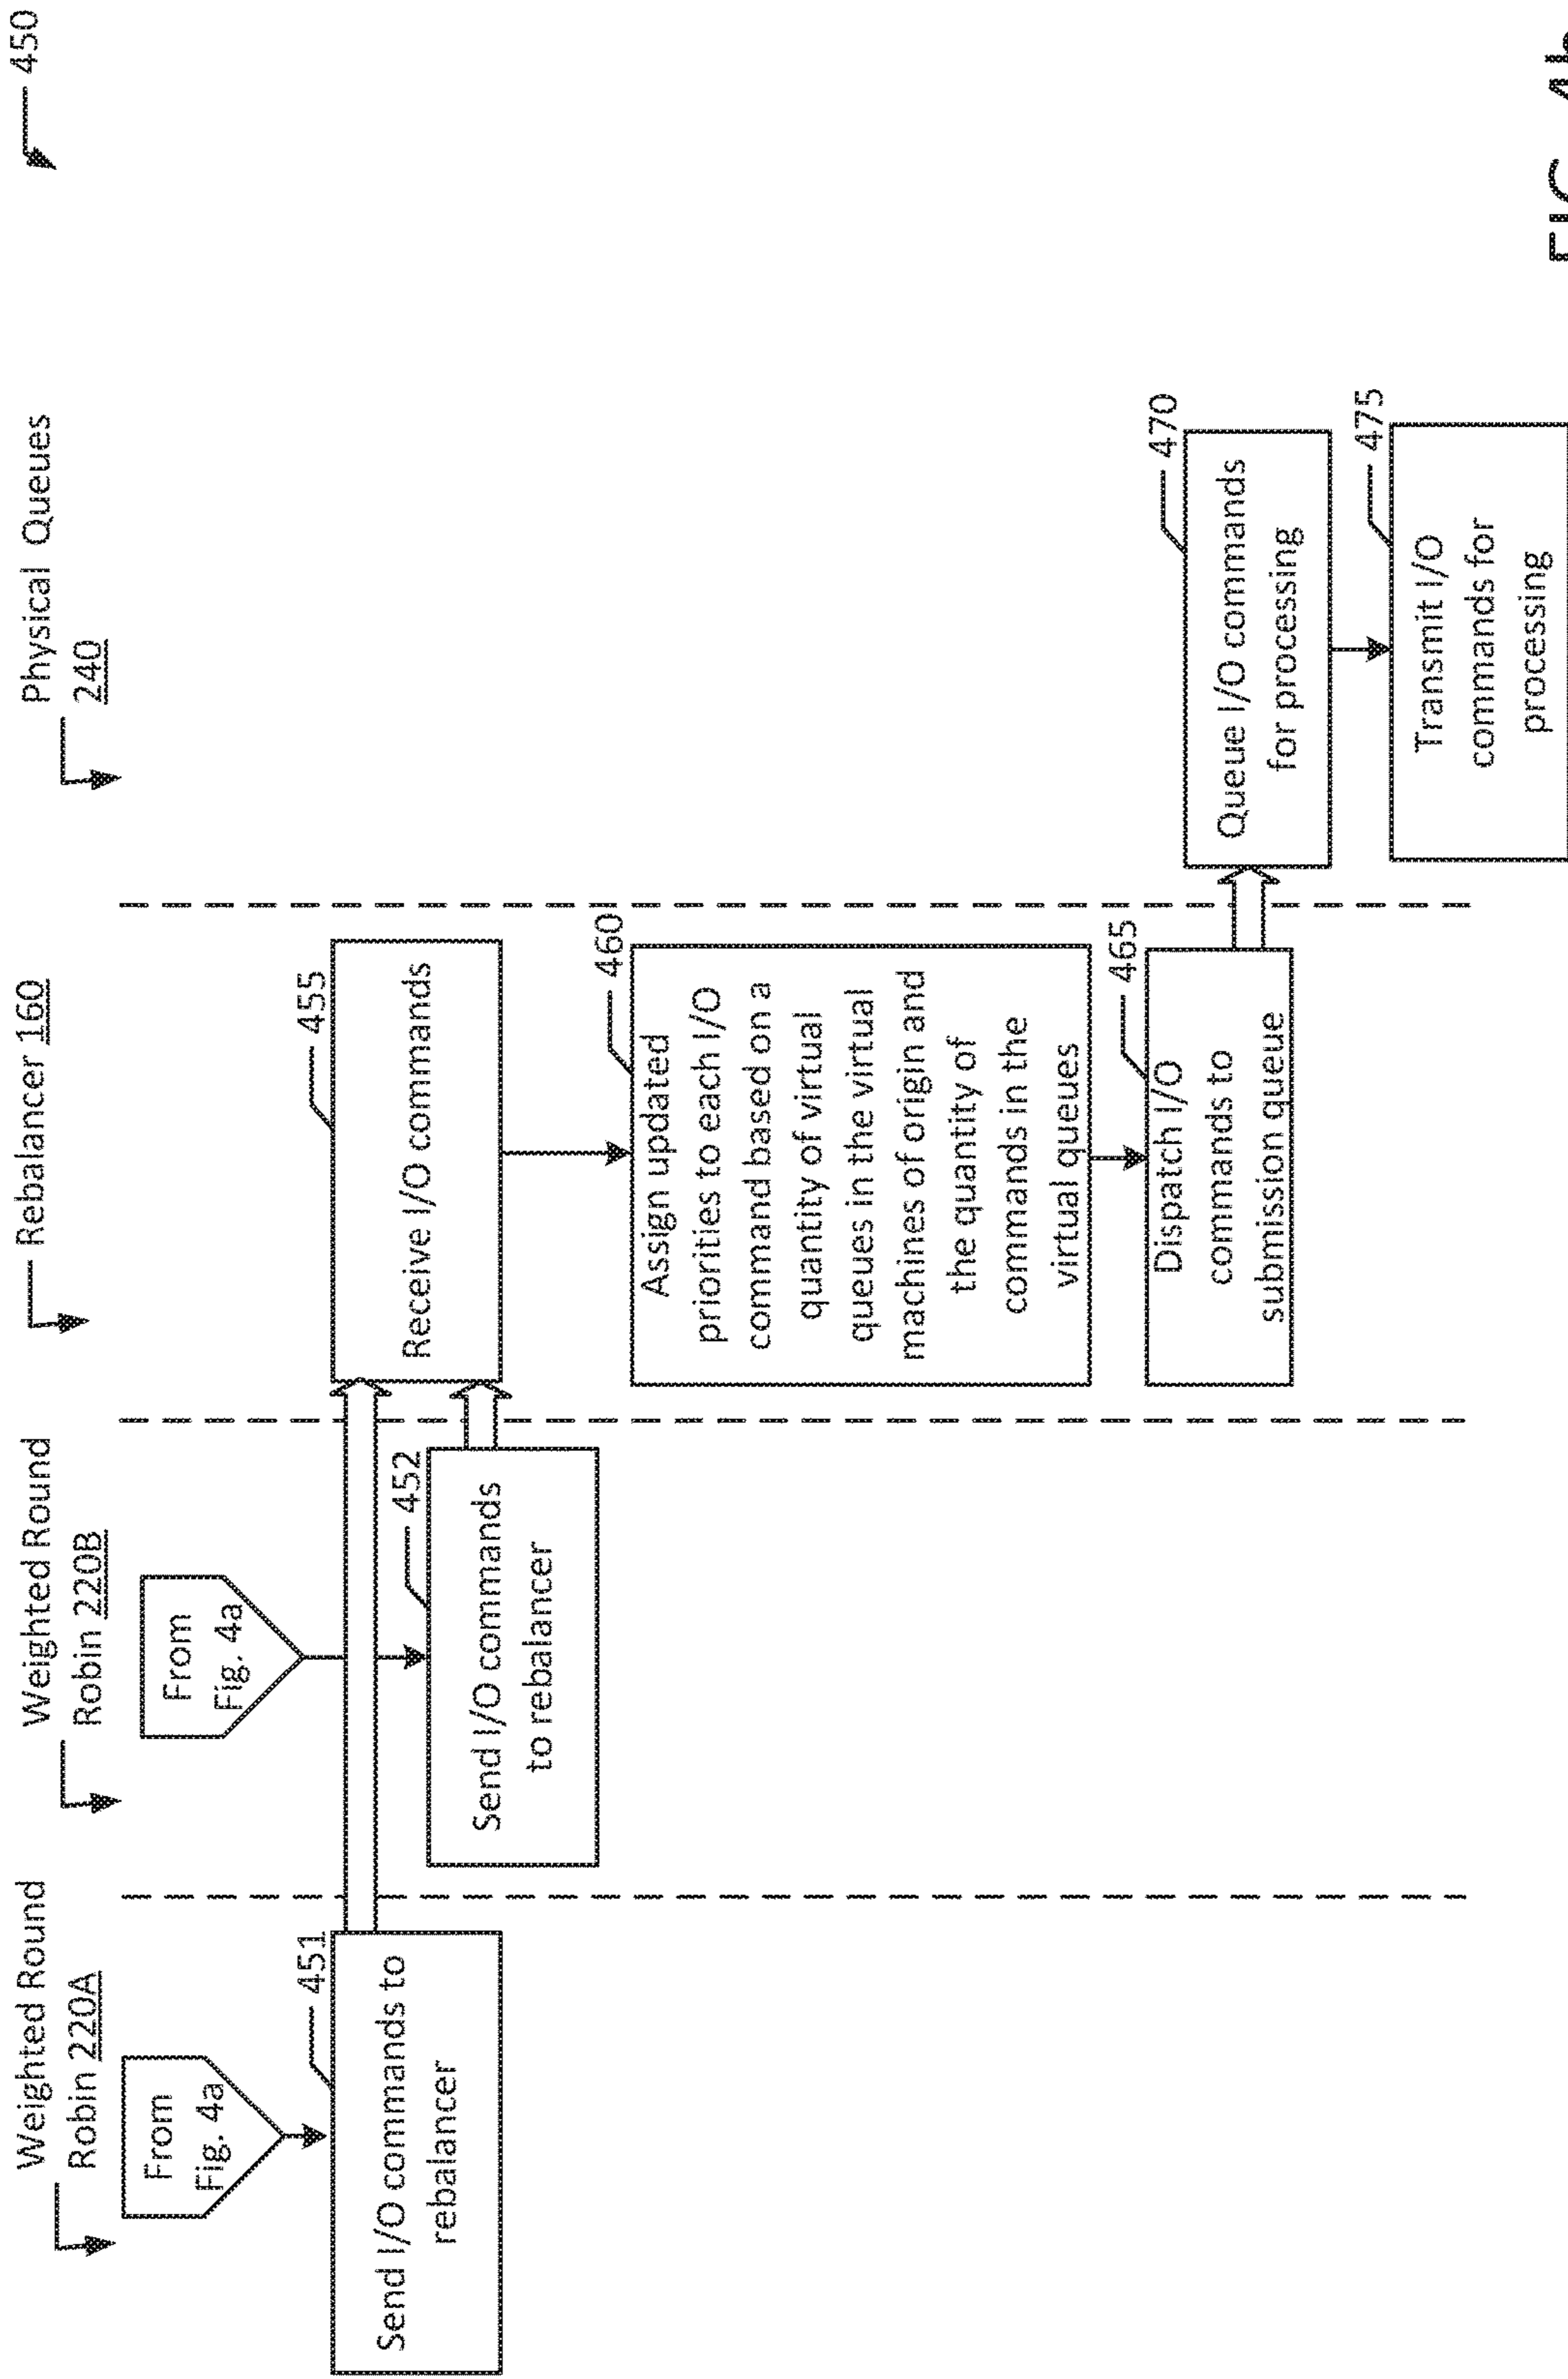 450
Weighted Round
Robin 220A
Weighted Round
Robin 220B
Rebalancer 160
Physical Queues
240
From
Fig. 4a
From
Fig. 4a
451
Send I/O commands to
rebalancer
452
Send I/O commands
to rebalancer
455
Receive I/O commands
460
Assign updated
priorities to each I/O
command based on a
quantity of virtual
queues in the virtual
machines of origin and
the quantity of
commands in the
virtual queues
465
Dispatch I/O
commands to
submission queue
470
Queue I/O commands
for processing
475
Transmit I/O
commands for
processing
FIG. 4b